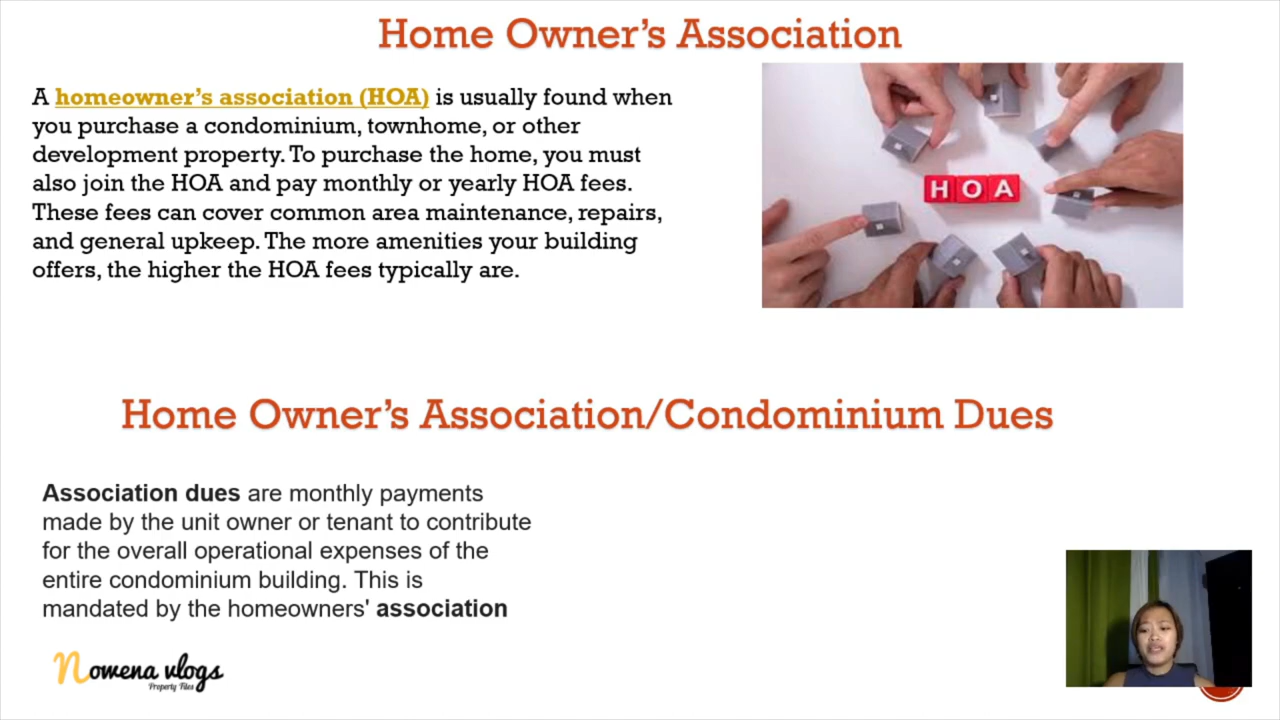 Home Owner's Association
A homeowner's association (HOA) is usually found when
you purchase a condominium, townhome, or other
development property. To purchase the home, you must
also join the HOA and pay monthly or yearly HOA fees.
These fees can cover common area maintenance, repairs,
and general upkeep. The more amenities your building
offers, the higher the HOA fees typically are.
HOA
Home Owner's Association/Condominium Dues
Association dues are monthly payments
made by the unit owner or tenant to contribute
for the overall operational expenses of the
entire condominium building. This is
mandated by the homeowners' association
Nowena vlogs
Property Files